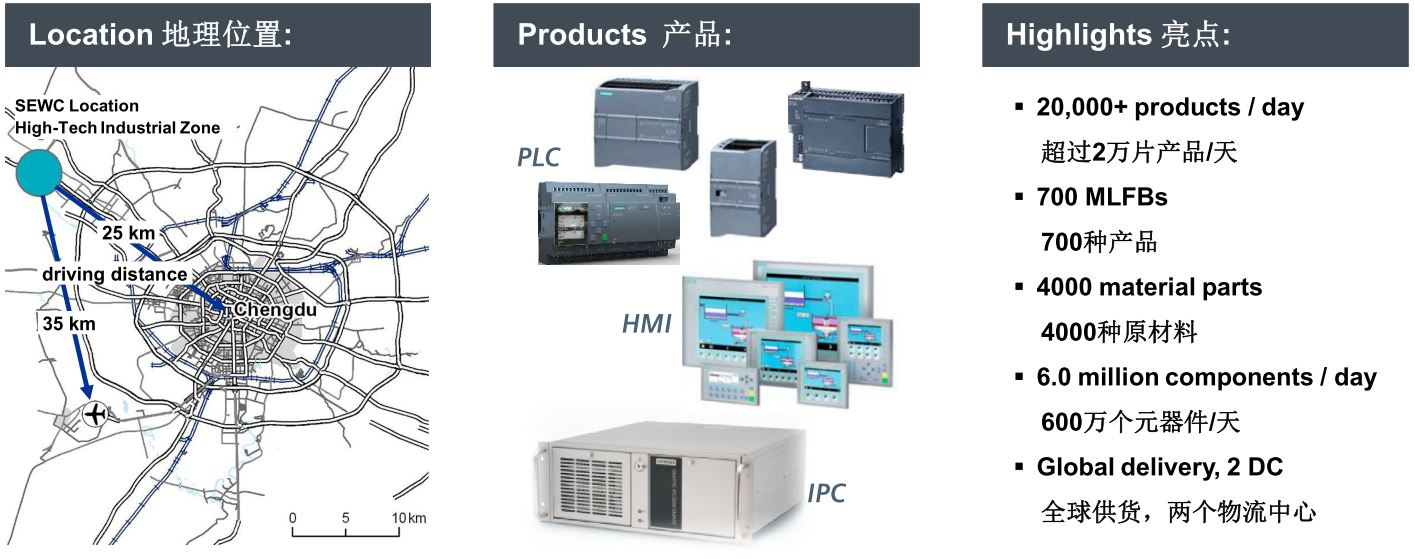 Location 地理位置:
SEWC Location
High-Tech Industrial Zone
25 km
driving distance
Chengdu
35 km
0 5 10 km
Products 产品:
PLC
HMI
IPC
SIEMENS
Highlights 亮点:
▪ 20,000+ products / day
超过2万片产品/天
▪ 700 MLFBs
700种产品
▪ 4000 material parts
4000种原材料
▪ 6.0 million components / day
600万个元器件/天
▪ Global delivery, 2 DC
全球供货，两个物流中心